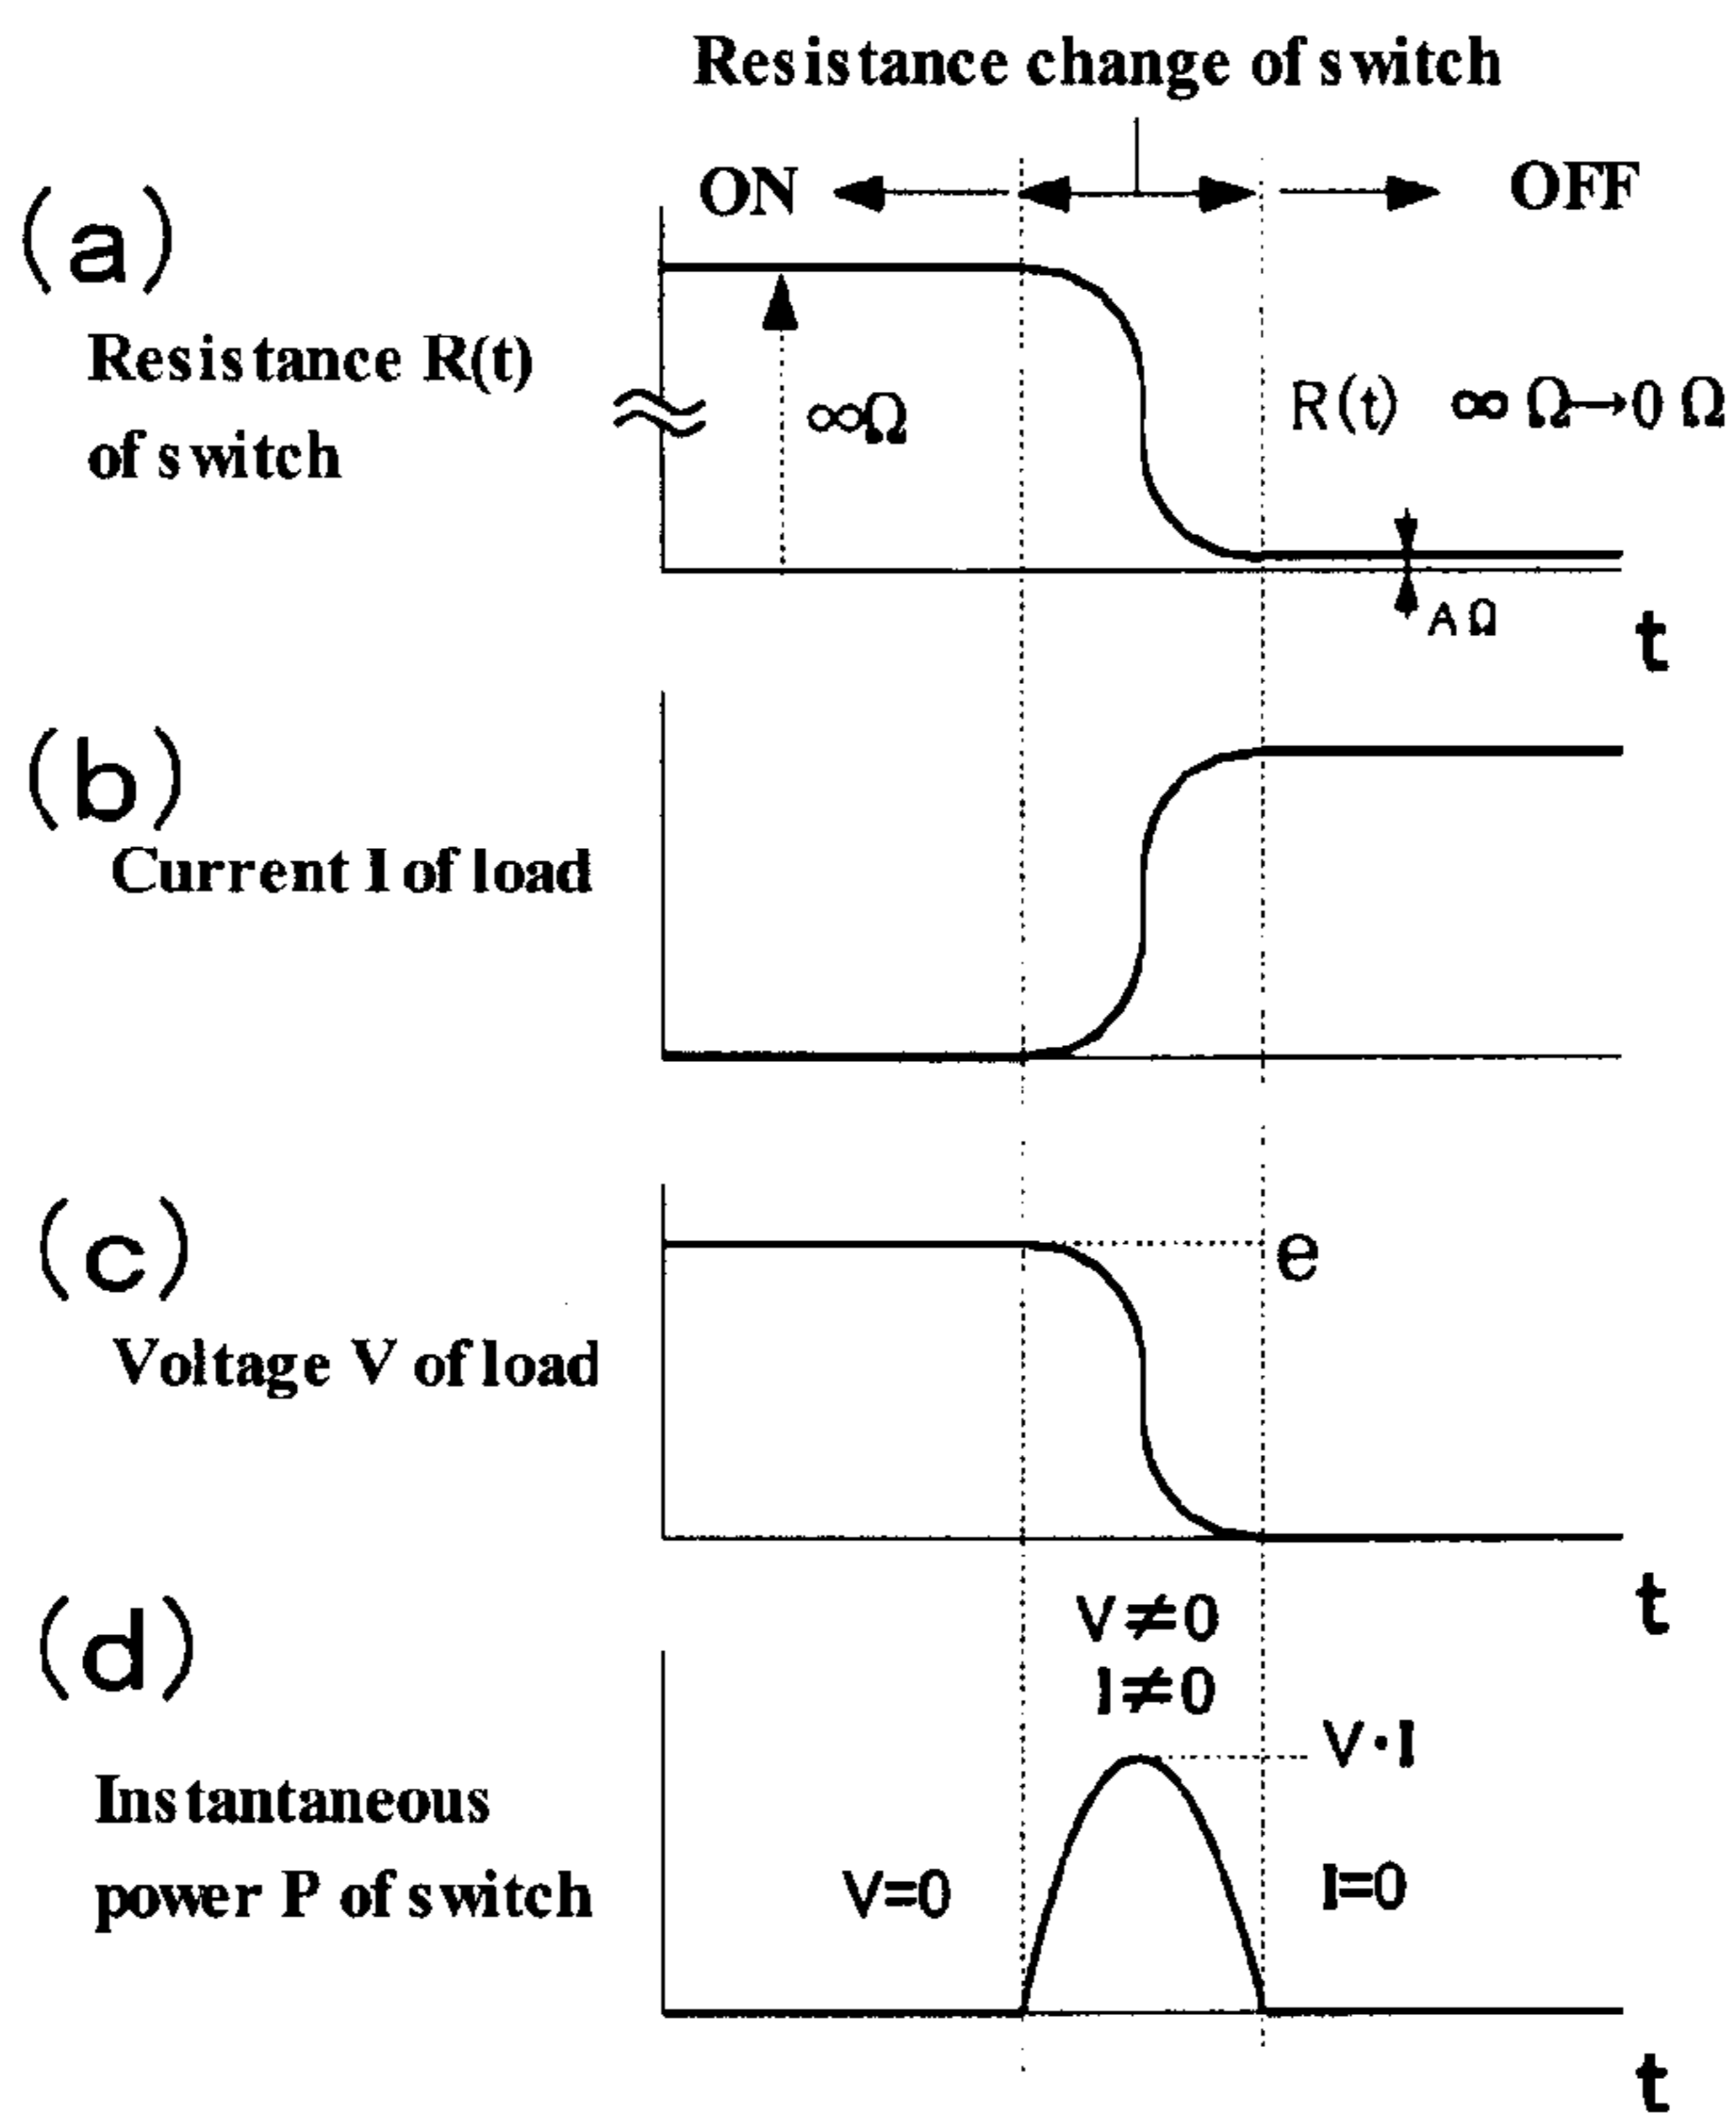 Resistance change of switch
ON
OFF
(a)
Resistance R(t)
of switch
∞Ω
R(t) ∞Ω→0Ω
AΩ
t
(b)
Current I of load
(c)
e
Voltage V of load
t
(d)
V≠0
I≠0
V·I
Instantaneous
power P of switch
V=0
I=0
t